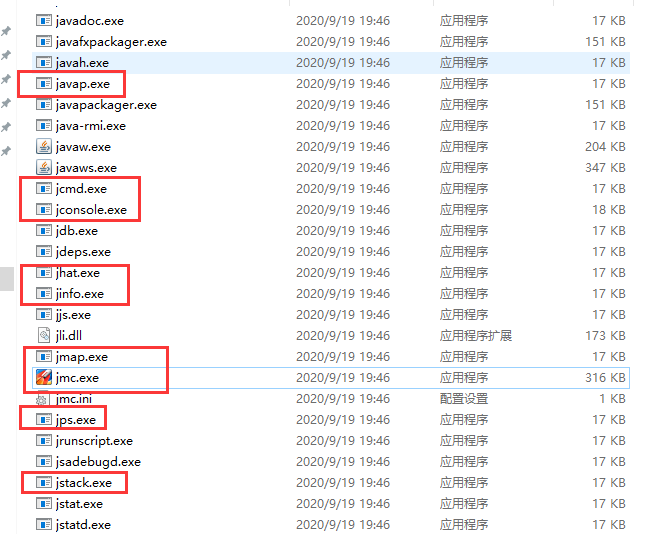 javadoc.exe 2020/9/19 19:46 应用程序 17 KB
javafxpackager.exe 2020/9/19 19:46 应用程序 151 KB
javah.exe 2020/9/19 19:46 应用程序 17 KB
javap.exe 2020/9/19 19:46 应用程序 17 KB
javapackager.exe 2020/9/19 19:46 应用程序 151 KB
java-rmi.exe 2020/9/19 19:46 应用程序 17 KB
javaw.exe 2020/9/19 19:46 应用程序 204 KB
javaws.exe 2020/9/19 19:46 应用程序 347 KB
jcmd.exe 2020/9/19 19:46 应用程序 17 KB
jconsole.exe 2020/9/19 19:46 应用程序 18 KB
jdb.exe 2020/9/19 19:46 应用程序 17 KB
jdeps.exe 2020/9/19 19:46 应用程序 17 KB
jhat.exe 2020/9/19 19:46 应用程序 17 KB
jinfo.exe 2020/9/19 19:46 应用程序 17 KB
jjs.exe 2020/9/19 19:46 应用程序 17 KB
jli.dll 2020/9/19 19:46 应用程序扩展 173 KB
jmap.exe 2020/9/19 19:46 应用程序 17 KB
jmc.exe 2020/9/19 19:46 应用程序 316 KB
jmc.ini 2020/9/19 19:46 配置设置 1 KB
jps.exe 2020/9/19 19:46 应用程序 17 KB
jrunscript.exe 2020/9/19 19:46 应用程序 17 KB
jsadebugd.exe 2020/9/19 19:46 应用程序 17 KB
jstack.exe 2020/9/19 19:46 应用程序 17 KB
jstat.exe 2020/9/19 19:46 应用程序 17 KB
jstatd.exe 2020/9/19 19:46 应用程序 17 KB